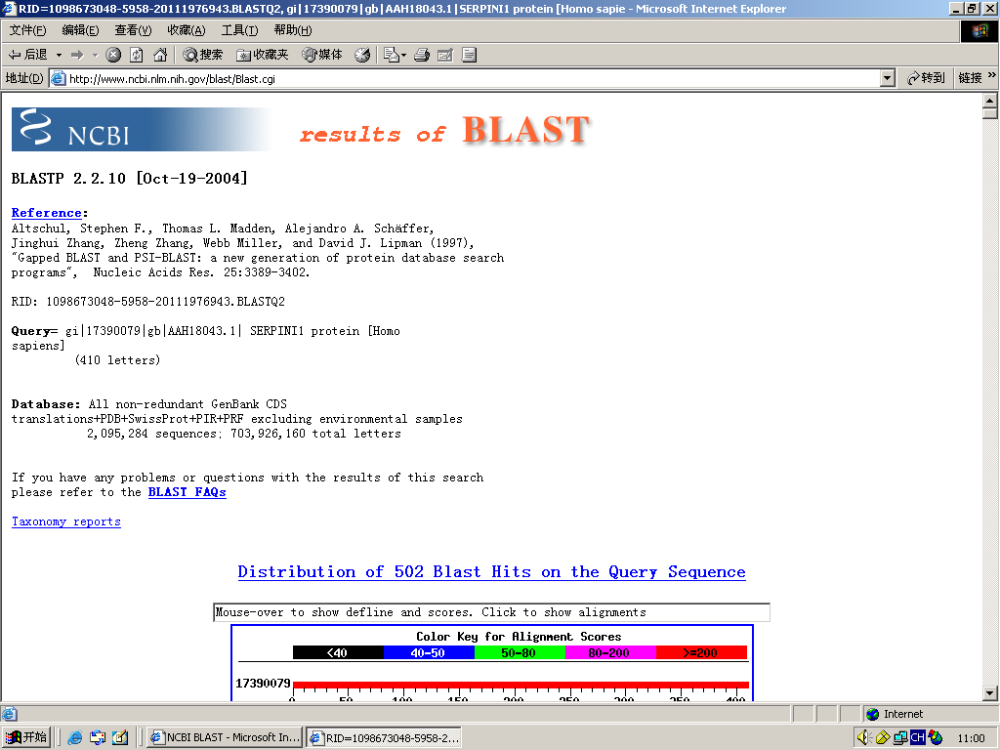 RID=1098673048-5958-20111976943.BLASTQ2, gi|17390079|gb|AAH18043.1|SERPINI1 protein [Homo sapie - Microsoft Internet Explorer
文件(F) 编辑(E) 查看(V) 收藏(A) 工具(T) 帮助(H)
后退 搜索 收藏夹 媒体
地址(D) http://www.ncbi.nlm.nih.gov/blast/Blast.cgi 转到 链接 »
NCBI results of BLAST
BLASTP 2.2.10 [Oct-19-2004]
Reference:
Altschul, Stephen F., Thomas L. Madden, Alejandro A. Schäffer,
Jinghui Zhang, Zheng Zhang, Webb Miller, and David J. Lipman (1997),
"Gapped BLAST and PSI-BLAST: a new generation of protein database search
programs", Nucleic Acids Res. 25:3389-3402.
RID: 1098673048-5958-20111976943.BLASTQ2
Query= gi|17390079|gb|AAH18043.1| SERPINI1 protein [Homo
sapiens]
(410 letters)
Database: All non-redundant GenBank CDS
translations+PDB+SwissProt+PIR+PRF excluding environmental samples
2,095,284 sequences; 703,926,160 total letters
If you have any problems or questions with the results of this search
please refer to the BLAST FAQs
Taxonomy reports
Distribution of 502 Blast Hits on the Query Sequence
Mouse-over to show defline and scores. Click to show alignments
Color Key for Alignment Scores
<40 40-50 50-80 80-200 >=200
17390079
0 50 100 150 200 250 300 350 400
Internet
开始 NCBI BLAST - Microsoft In... RID=1098673048-5958-2... CH 11:00